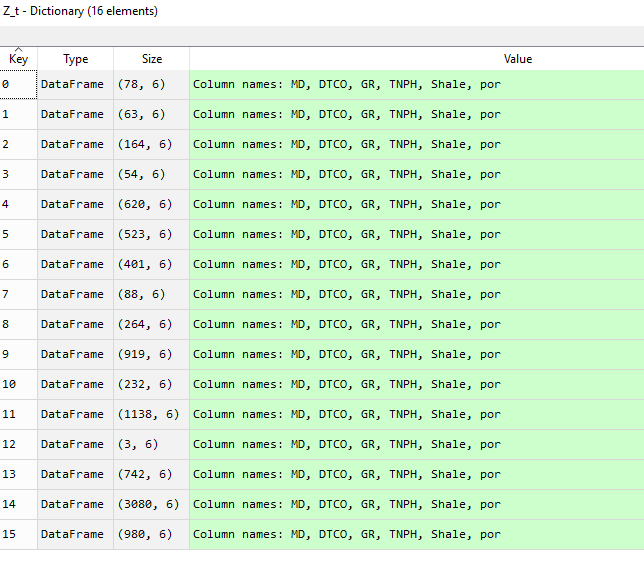 Z_t - Dictionary (16 elements)
Key Type Size Value
0 DataFrame (78, 6) Column names: MD, DTCO, GR, TNPH, Shale, por
1 DataFrame (63, 6) Column names: MD, DTCO, GR, TNPH, Shale, por
2 DataFrame (164, 6) Column names: MD, DTCO, GR, TNPH, Shale, por
3 DataFrame (54, 6) Column names: MD, DTCO, GR, TNPH, Shale, por
4 DataFrame (620, 6) Column names: MD, DTCO, GR, TNPH, Shale, por
5 DataFrame (523, 6) Column names: MD, DTCO, GR, TNPH, Shale, por
6 DataFrame (401, 6) Column names: MD, DTCO, GR, TNPH, Shale, por
7 DataFrame (88, 6) Column names: MD, DTCO, GR, TNPH, Shale, por
8 DataFrame (264, 6) Column names: MD, DTCO, GR, TNPH, Shale, por
9 DataFrame (919, 6) Column names: MD, DTCO, GR, TNPH, Shale, por
10 DataFrame (232, 6) Column names: MD, DTCO, GR, TNPH, Shale, por
11 DataFrame (1138, 6) Column names: MD, DTCO, GR, TNPH, Shale, por
12 DataFrame (3, 6) Column names: MD, DTCO, GR, TNPH, Shale, por
13 DataFrame (742, 6) Column names: MD, DTCO, GR, TNPH, Shale, por
14 DataFrame (3080, 6) Column names: MD, DTCO, GR, TNPH, Shale, por
15 DataFrame (980, 6) Column names: MD, DTCO, GR, TNPH, Shale, por